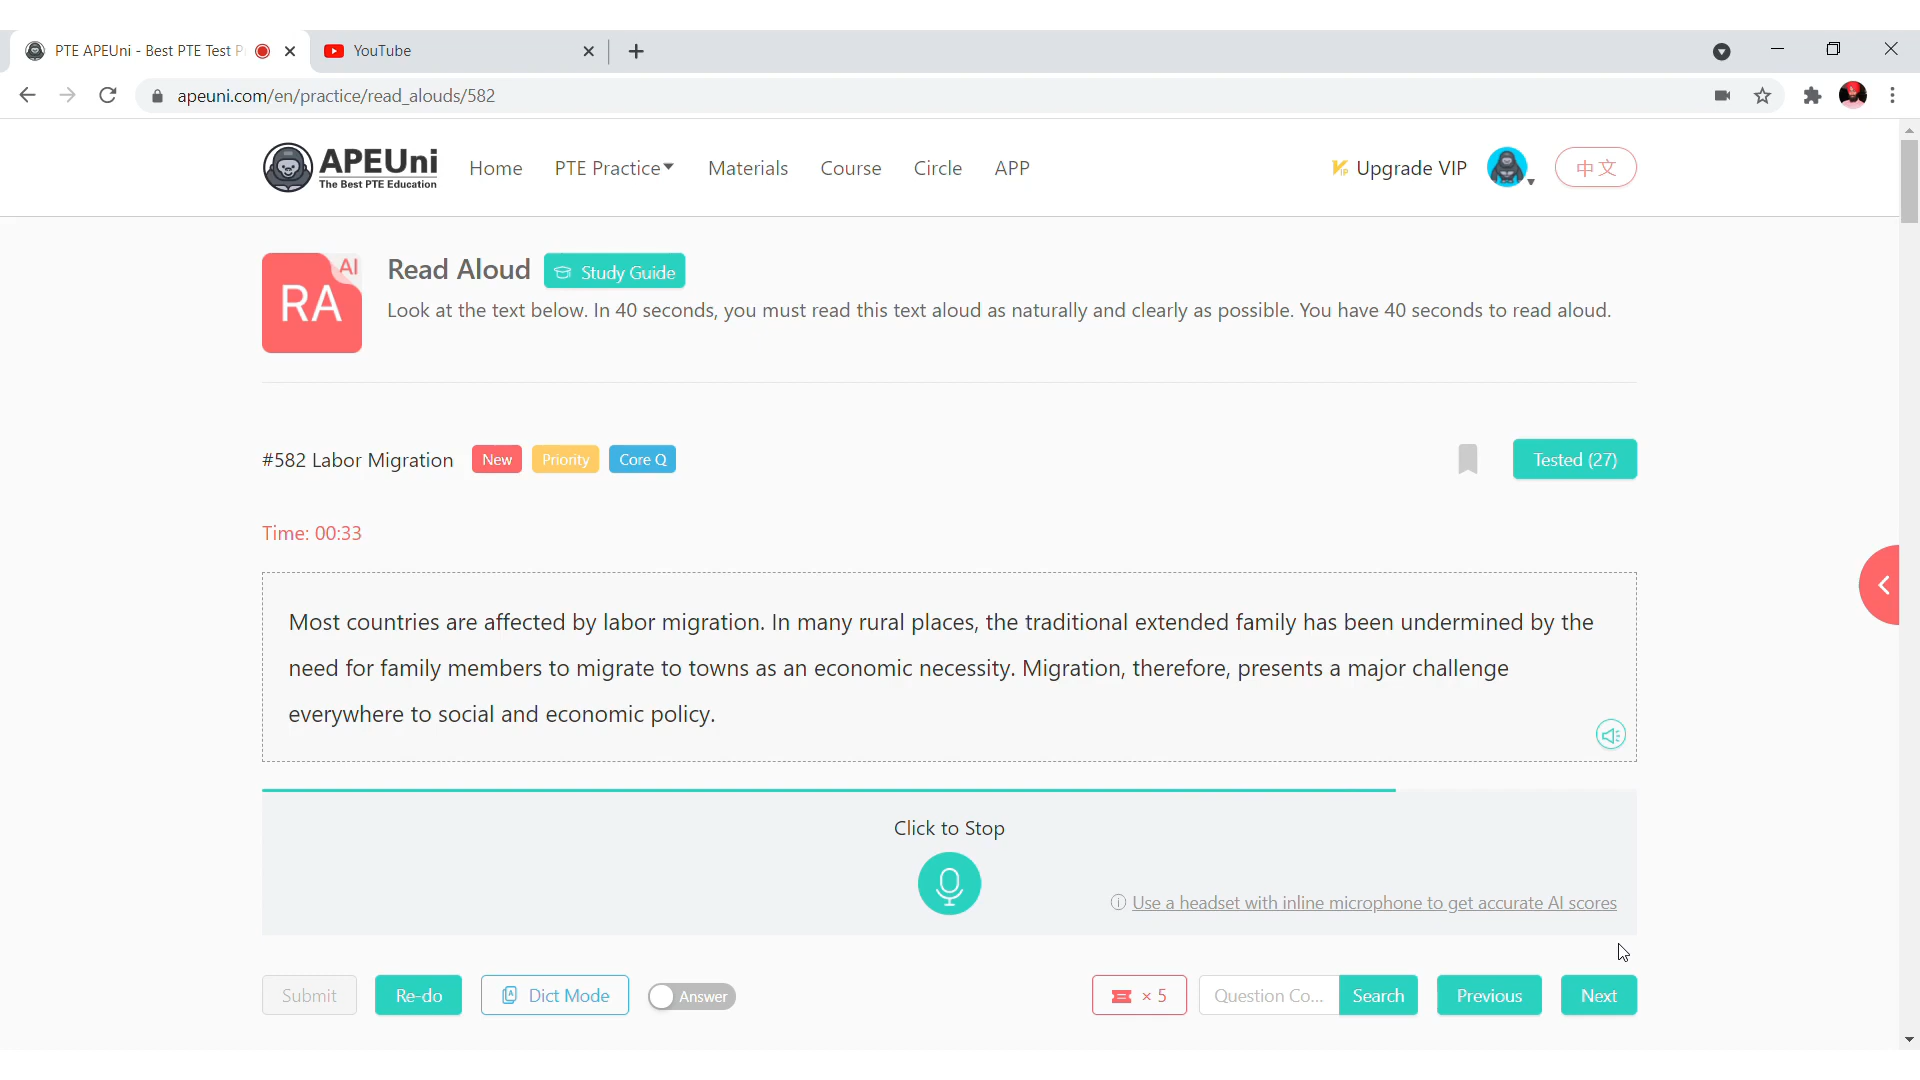 PTE APEUni - Best PTE Test P
YouTube
apeuni.com/en/practice/read_alouds/582
APEUni
The Best PTE Education
Home
PTE Practice
Materials
Course
Circle
APP
Upgrade VIP
中文
RA
AI
Read Aloud
Study Guide
Look at the text below. In 40 seconds, you must read this text aloud as naturally and clearly as possible. You have 40 seconds to read aloud.
#582 Labor Migration
New
Priority
Core Q
Tested (27)
Time: 00:33
Most countries are affected by labor migration. In many rural places, the traditional extended family has been undermined by the
need for family members to migrate to towns as an economic necessity. Migration, therefore, presents a major challenge
everywhere to social and economic policy.
Click to Stop
Use a headset with inline microphone to get accurate AI scores
Submit
Re-do
Dict Mode
Answer
× 5
Question Co...
Search
Previous
Next